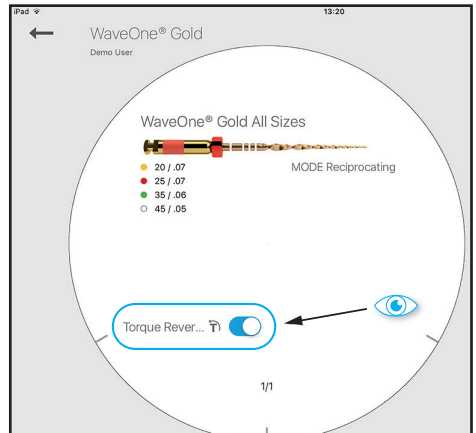 iPad 13:20
WaveOne® Gold
Demo User
WaveOne® Gold All Sizes
20 / .07
MODE Reciprocating
25 / .07
35 / .06
45 / .05
Torque Rever... T
1/1